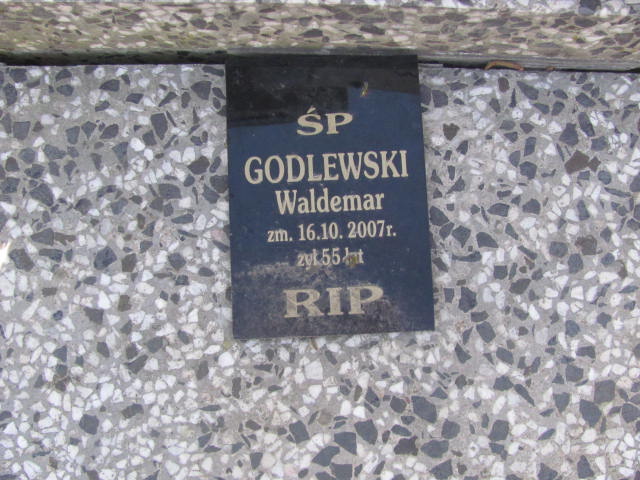 ŚP
GODLEWSKI
Waldemar
zm. 16.10. 2007r.
żył 55 lat
RIP